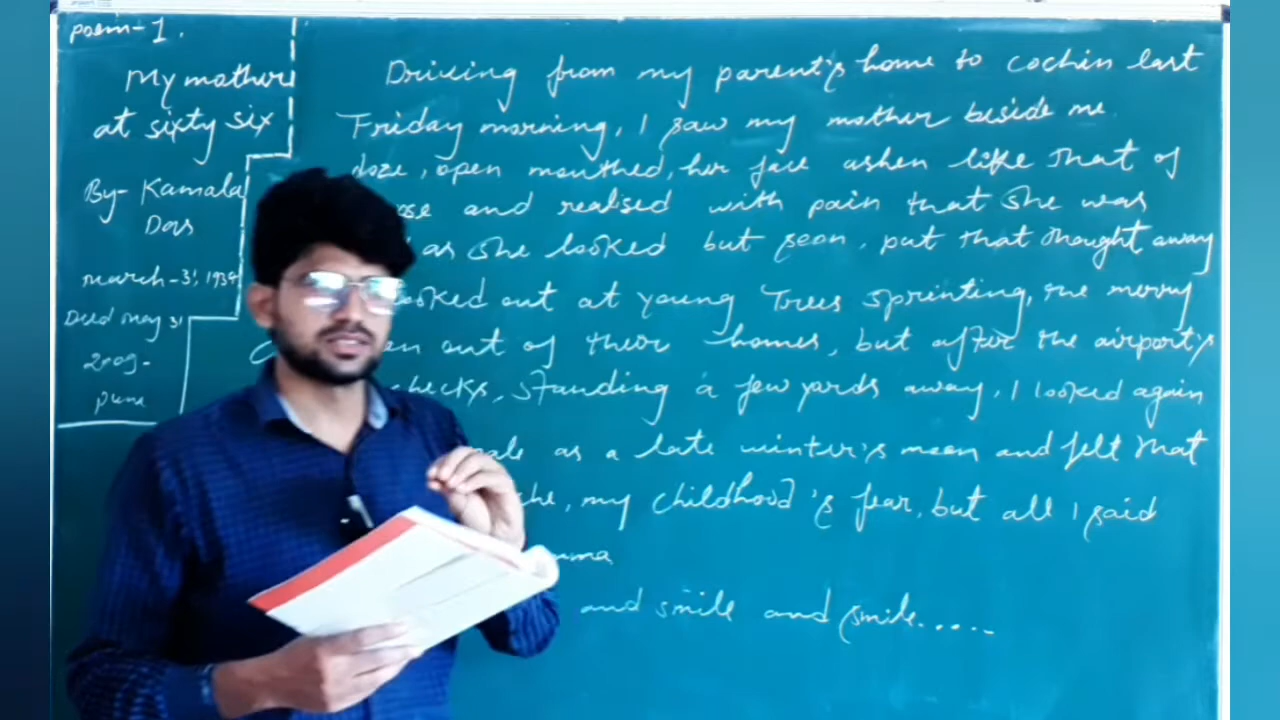 Poem-1.
My mother
at sixty six
By- Kamala
Das
march-31, 1934
Died May 31
2009-
pune
Driving from my parent's home to cochin last
Friday morning, I saw my mother beside me
doze, open mouthed, her face ashen like that of
and realised with pain that she was
as she looked but soon, put that thought away
looked out at young Trees sprinting, the merry
out of their homes, but after the airport's
checks, standing a few yards away, I looked again
as a late winter's moon and felt that
ache, my childhood's fear, but all I said
and smile and smile.....